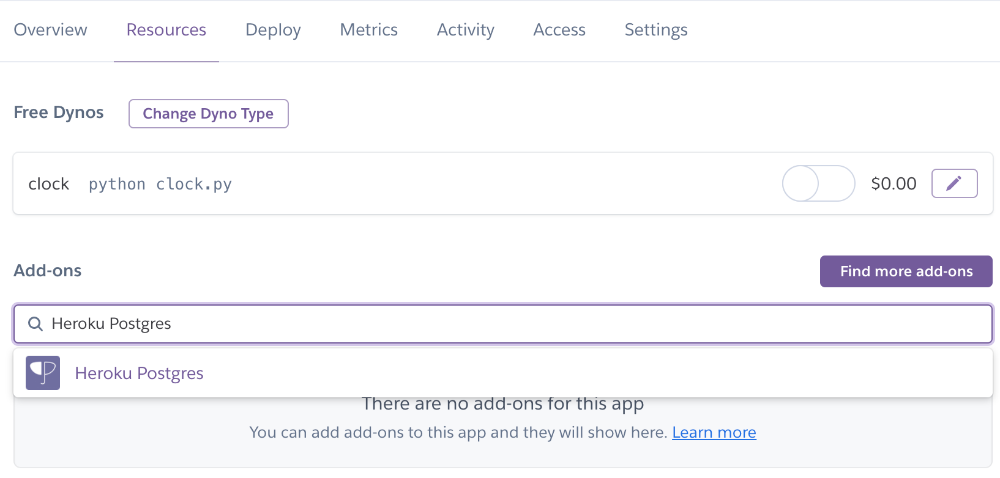 Overview Resources Deploy Metrics Activity Access Settings
Free Dynos Change Dyno Type
clock python clock.py $0.00
Add-ons Find more add-ons
Heroku Postgres
Heroku Postgres
There are no add-ons for this app
You can add add-ons to this app and they will show here. Learn more